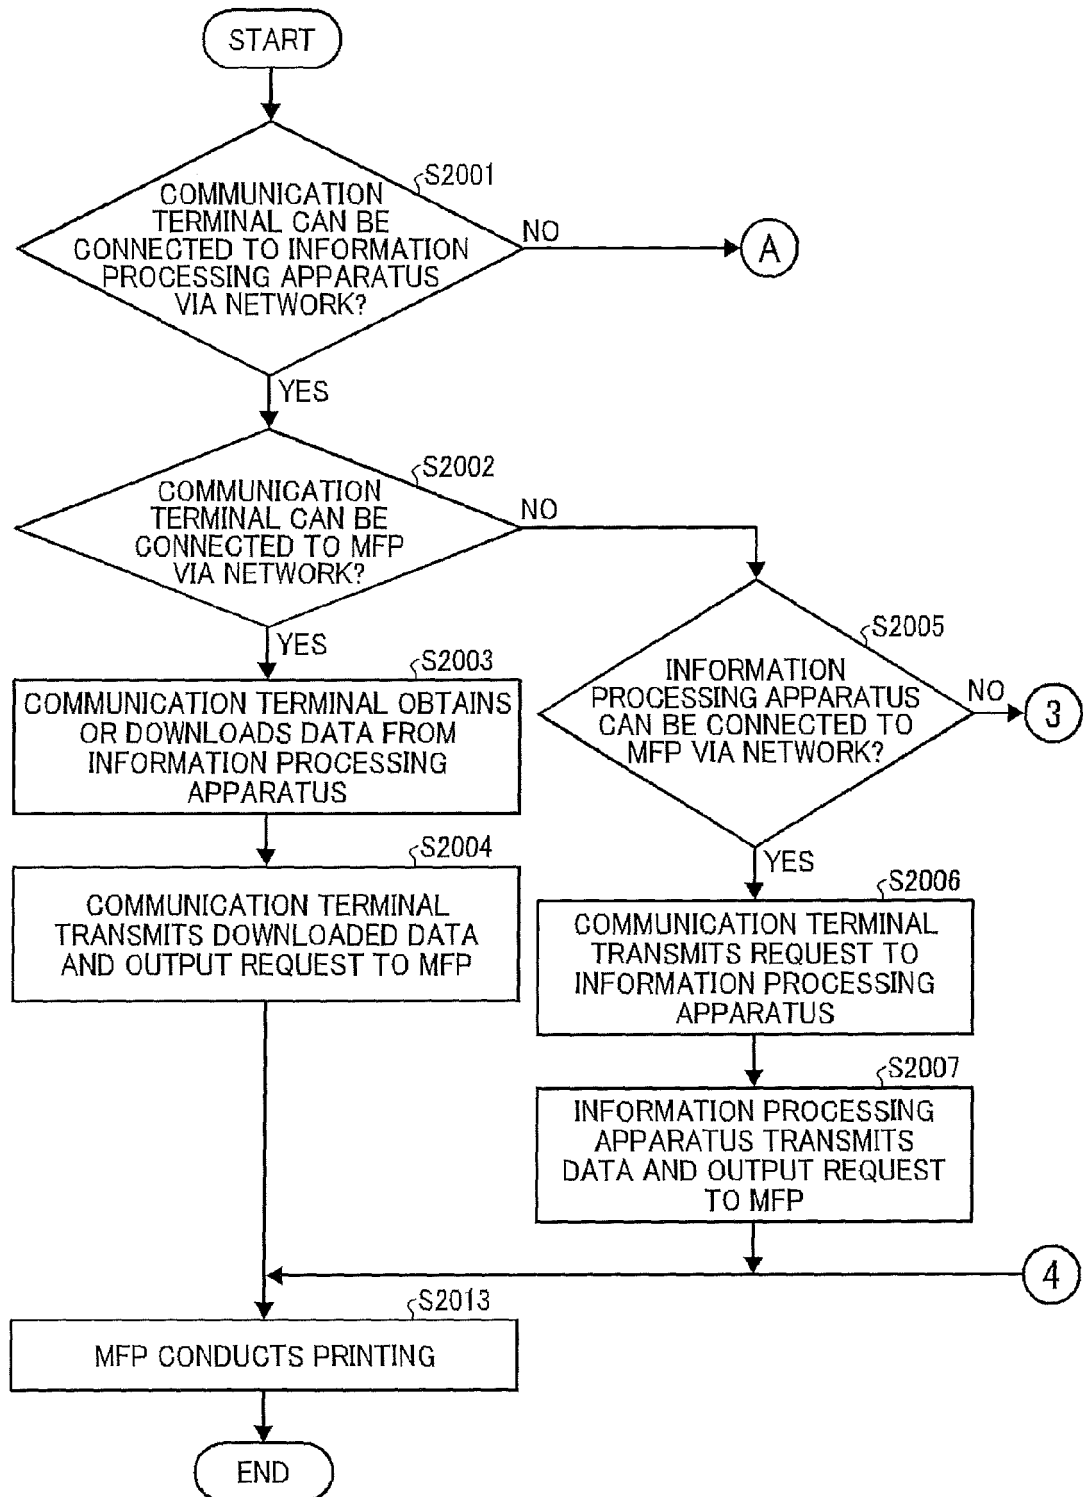 START
S2001
COMMUNICATION
TERMINAL CAN BE
CONNECTED TO INFORMATION
PROCESSING APPARATUS
VIA NETWORK?
NO
A
YES
S2002
COMMUNICATION
TERMINAL CAN BE
CONNECTED TO MFP
VIA NETWORK?
NO
YES
S2005
INFORMATION
PROCESSING APPARATUS
CAN BE CONNECTED TO
MFP VIA NETWORK?
NO
3
YES
S2003
COMMUNICATION TERMINAL OBTAINS
OR DOWNLOADS DATA FROM
INFORMATION PROCESSING
APPARATUS
S2004
COMMUNICATION TERMINAL
TRANSMITS DOWNLOADED DATA
AND OUTPUT REQUEST TO MFP
S2006
COMMUNICATION TERMINAL
TRANSMITS REQUEST TO
INFORMATION PROCESSING
APPARATUS
S2007
INFORMATION PROCESSING
APPARATUS TRANSMITS
DATA AND OUTPUT REQUEST
TO MFP
4
S2013
MFP CONDUCTS PRINTING
END